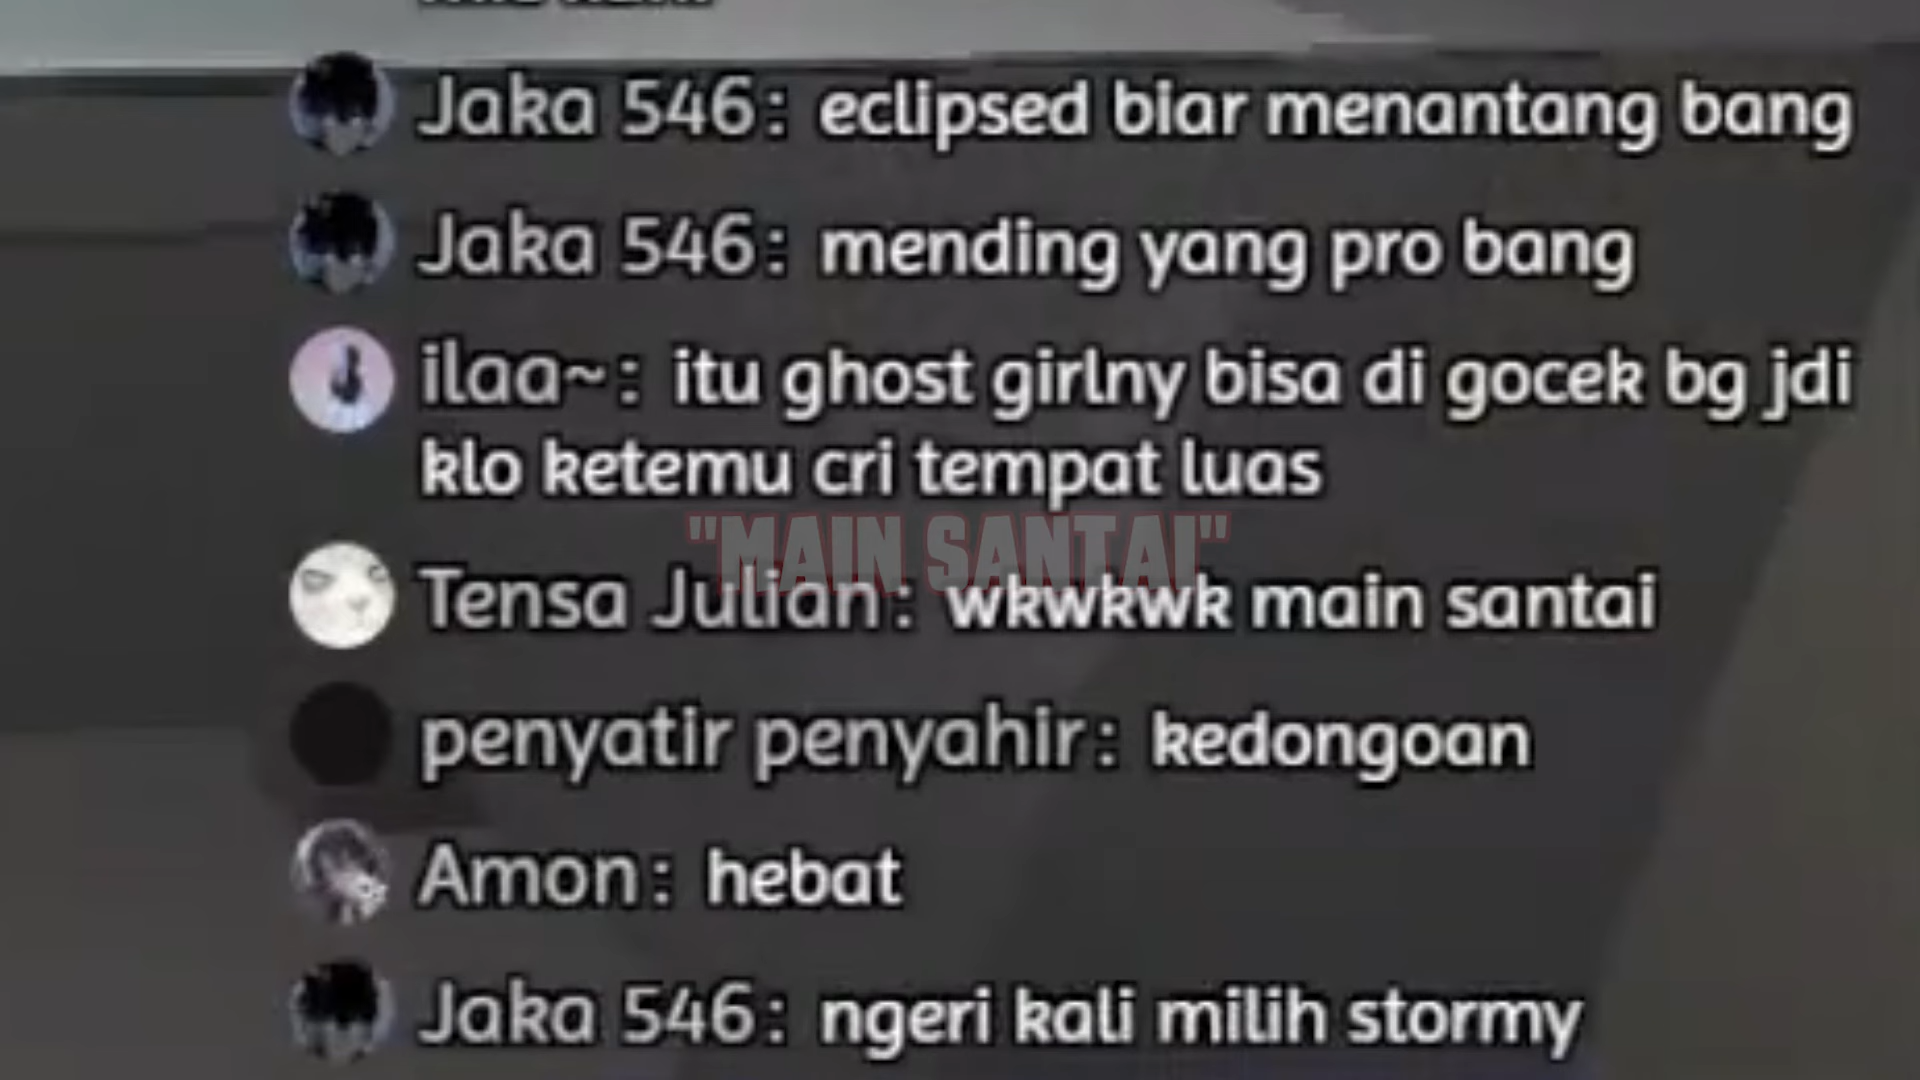 Jaka 546: eclipsed biar menantang bang
Jaka 546: mending yang pro bang
ilaa~: itu ghost girlny bisa di gocek bg jdi
klo ketemu cri tempat luas
"MAIN SANTAI"
Tensa Julian: wkwkwk main santai
penyatir penyahir: kedongoan
Amon: hebat
Jaka 546: ngeri kali milih stormy